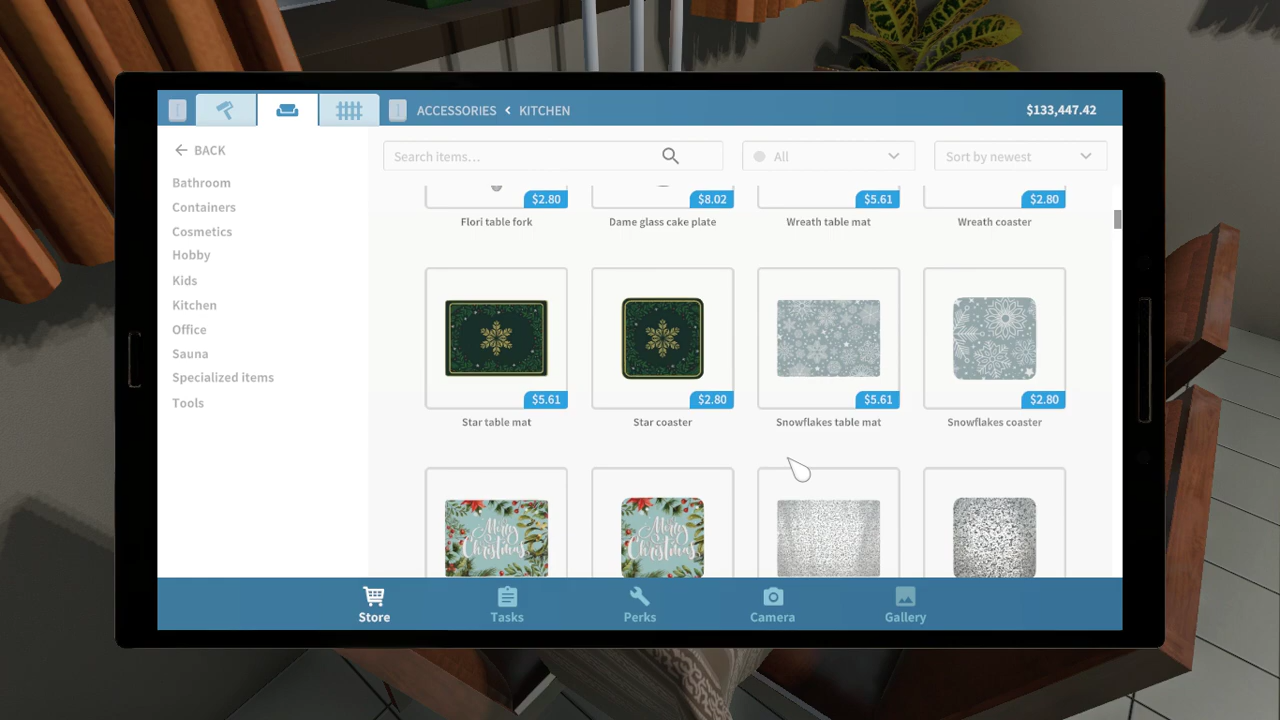 ACCESSORIES < KITCHEN
$133,447.42
BACK
Search items...
All
Sort by newest
Bathroom
Containers
Cosmetics
Hobby
Kids
Kitchen
Office
Sauna
Specialized items
Tools
$2.80
$8.02
$5.61
$2.80
Flori table fork
Dame glass cake plate
Wreath table mat
Wreath coaster
$5.61
$2.80
$5.61
$2.80
Star table mat
Star coaster
Snowflakes table mat
Snowflakes coaster
Merry
Christmas
Merry
Christmas
Store
Tasks
Perks
Camera
Gallery